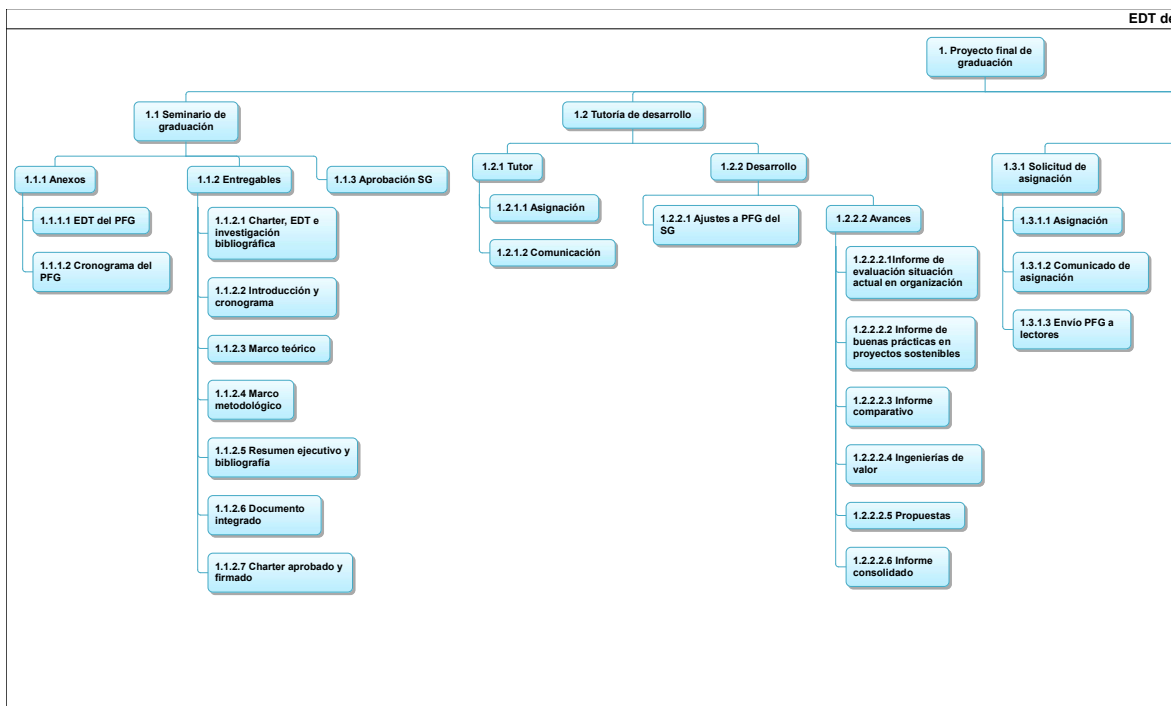 EDT de
1. Proyecto final de
graduación
1.1 Seminario de
graduación
1.2 Tutoría de desarrollo
1.1.1 Anexos
1.1.2 Entregables
1.1.3 Aprobación SG
1.2.1 Tutor
1.2.2 Desarrollo
1.3.1 Solicitud de
asignación
1.1.1.1 EDT del PFG
1.1.1.2 Cronograma del
PFG
1.1.2.1 Charter, EDT e
investigación
bibliográfica
1.1.2.2 Introducción y
cronograma
1.1.2.3 Marco teórico
1.1.2.4 Marco
metodológico
1.1.2.5 Resumen ejecutivo y
bibliografía
1.1.2.6 Documento
integrado
1.1.2.7 Charter aprobado y
firmado
1.2.1.1 Asignación
1.2.1.2 Comunicación
1.2.2.1 Ajustes a PFG del
SG
1.2.2.2 Avances
1.2.2.2.1Informe de
evaluación situación
actual en organización
1.2.2.2.2 Informe de
buenas prácticas en
proyectos sostenibles
1.2.2.2.3 Informe
comparativo
1.2.2.2.4 Ingenierías de
valor
1.2.2.2.5 Propuestas
1.2.2.2.6 Informe
consolidado
1.3.1.1 Asignación
1.3.1.2 Comunicado de
asignación
1.3.1.3 Envío PFG a
lectores